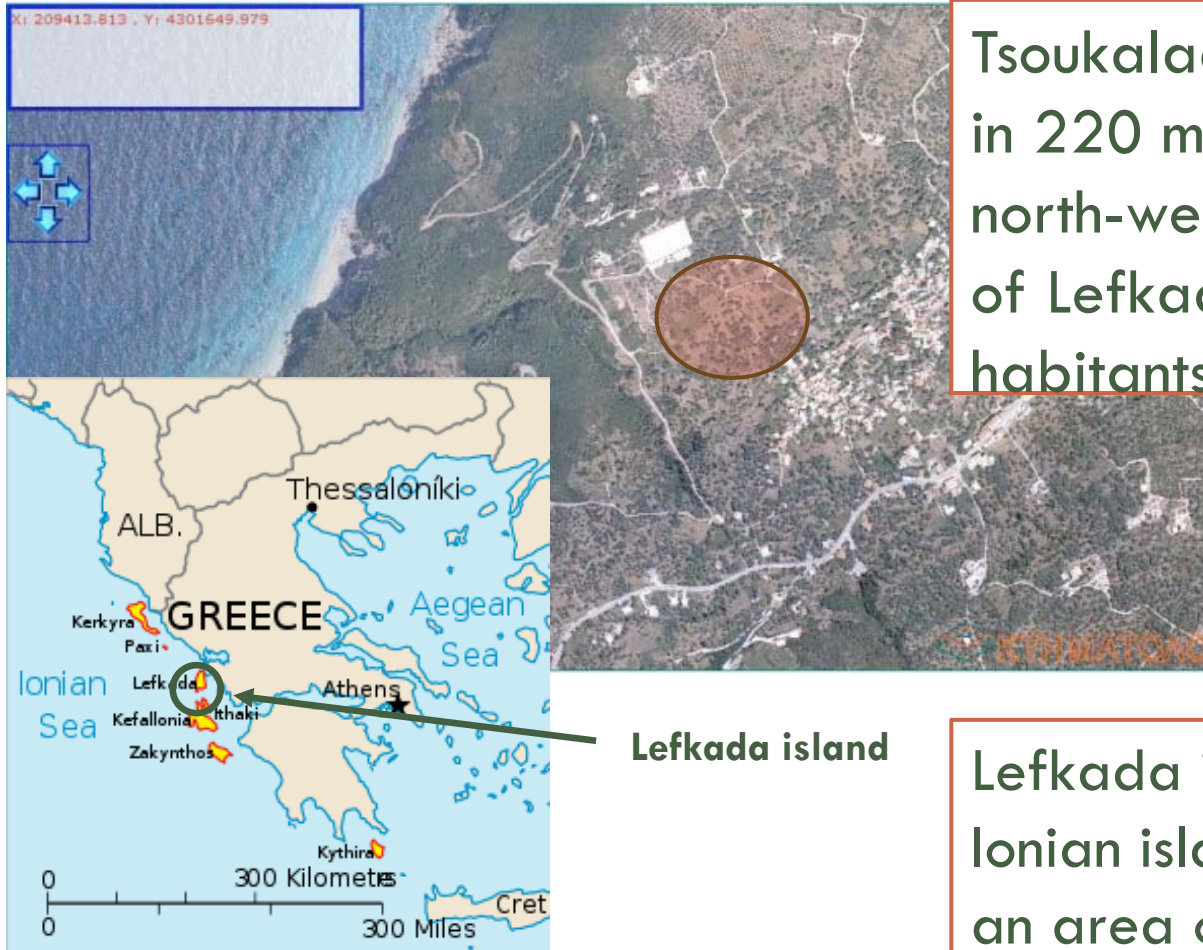 X: 209413.813 , Y: 4301649.979
Tsoukalad
in 220 m
north-we
of Lefkad
habitants
Thessaloníki
ALB.
GREECE
Kerkyra
Paxi
Aegean
Sea
Ionian
Sea
Lefkada
Athens
Ithaki
Kefallonia
Zakynthos
Kythira
0 300 Kilometres
0 300 Miles
Cret
Lefkada island
Lefkada i
Ionian isla
an area o